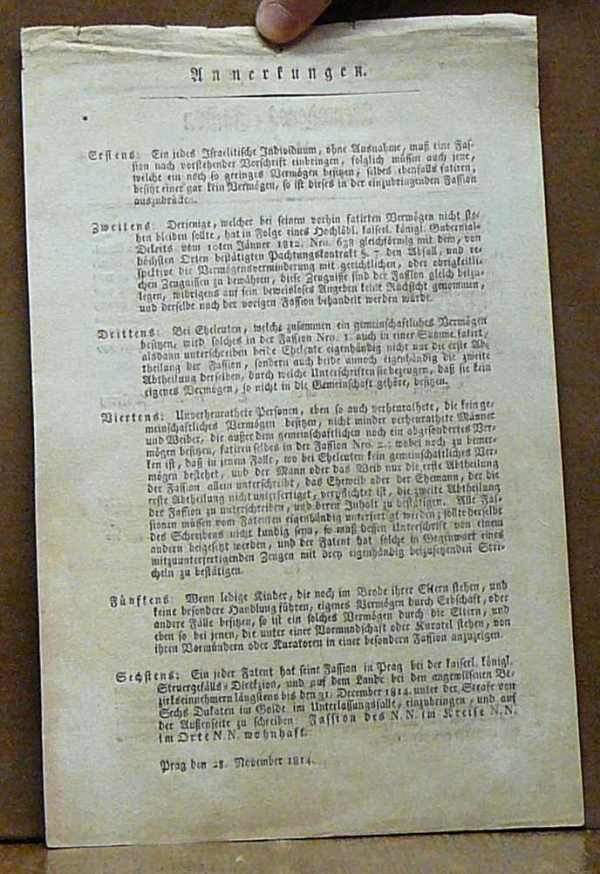 Anmerkungen.
Erstens: Ein jedes Israelitische Individuum, ohne Ausnahme, muß eine Fas-
sion nach vorstehender Vorschrift einbringen, folglich müssen auch jene,
welche ein noch so geringes Vermögen besitzen, selbes ebenfalls fatiren,
besitzt einer gar kein Vermögen, so ist dieses in der einzubringenden Fassion
auszudrücken.
Zweitens: Derjenige, welcher bei seinem vorhin fatirten Vermögen nicht ste-
hen bleiben sollte, hat in Folge eines Hochlöbl. kaiserl. königl. Gubernial-
Dekrets vom 10ten Jänner 1812. Nro. 638 gleichförmig mit dem, von
höchsten Orten bestätigten Pachtungskontrakt §. 7 den Abfall, und re-
spektive die Vermögensverminderung mit gerichtlichen, oder obrigkeitli-
chen Zeugnissen zu bewähren, diese Zeugnisse sind der Fassion gleich beizu-
legen, widrigens auf sein beweisloses Angeben keine Rücksicht genommen,
und derselbe nach der vorigen Fassion behandelt werden würde.
Drittens: Bei Eheleuten, welche zusammen ein gemeinschaftliches Vermögen
besitzen, wird solches in der Fassion Nro. 1. auch in einer Summe fatirt,
alsdann unterschreiben beide Eheleute eigenhändig nicht nur die erste Ab-
theilung der Fassion, sondern auch beide annoch eigenhändig die zweite
Abtheilung derselben, durch welche Unterschriften sie bezeugen, daß sie kein
eigenes Vermögen, so nicht in die Gemeinschaft gehöre, besitzen.
Viertens: Unverheurathete Personen, eben so auch verheurathete, die kein ge-
meinschaftliches Vermögen besitzen, nicht minder verheurathete Männer
und Weiber, die außer dem gemeinschaftlichen noch ein abgesondertes Ver-
mögen besitzen, fatiren selbes in der Fassion Nro. 2.; wobei noch zu bemer-
ken ist, daß in jenem Falle, wo bei Eheleuten kein gemeinschaftliches Ver-
mögen bestehet, und der Mann oder das Weib nur die erste Abtheilung
der Fassion allein unterschreibt, das Eheweib oder der Ehemann, der die
erste Abtheilung nicht unterfertiget, verpflichtet ist, die zweite Abtheilung
der Fassion zu unterschreiben, und deren Inhalt zu bestätigen. Alle Fas-
sionen müssen vom Fatenten eigenhändig unterfertigt werden; sollte derselbe
des Schreibens nicht kundig seyn, so muß dessen Unterschrift von einem
andern beigesetzt werden, und der Fatent hat solche in Gegenwart eines
mitzuunterfertigenden Zeugen mit drey eigenhändig beizusetzenden Stri-
cheln zu bestätigen.
Fünftens: Wenn ledige Kinder, die noch im Brode ihrer Eltern stehen, und
keine besondere Handlung führen, eigenes Vermögen durch Erbschaft, oder
andere Fälle besitzen, so ist ein solches Vermögen durch die Eltern, und
eben so bei jenen, die unter einer Vormundschaft oder Kuratel stehen, von
ihren Vormündern oder Kuratoren in einer besondern Fassion anzuzeigen.
Sechstens: Ein jeder Fatent hat seine Fassion in Prag bei der kaiserl. königl.
Steuergefälls-Direkzion, und auf dem Lande bei den angewiesenen Be-
zirkseinnehmern längstens bis den 31. December 1814. unter der Strafe von
Sechs Dukaten im Golde im Unterlassungsfalle, einzubringen, und auf
der Außenseite zu schreiben: Fassion des N.N. im Kreise N.N.
im Orte N.N. wohnhaft.
Prag den 28. November 1814.